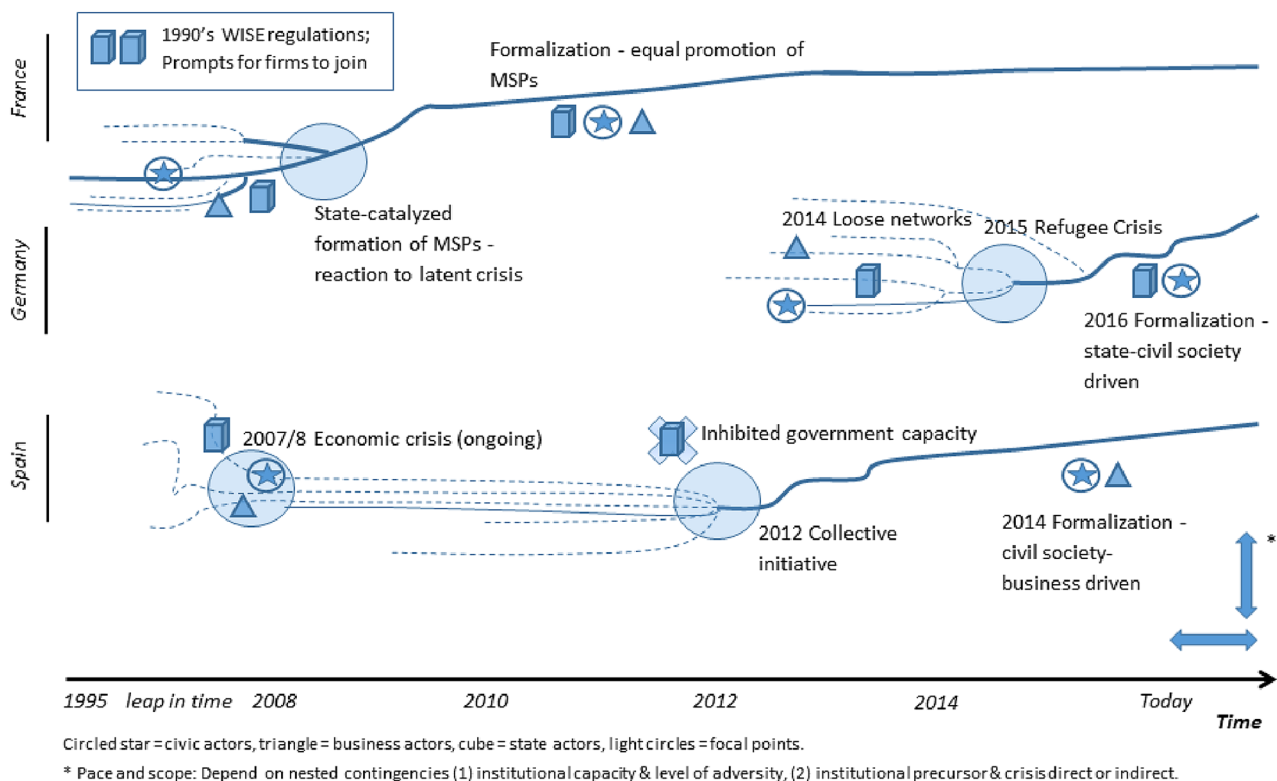 France
1990's WISE regulations;
Prompts for firms to join
Formalization - equal promotion of
MSPs
State-catalyzed
formation of MSPs -
reaction to latent crisis
Germany
2014 Loose networks
2015 Refugee Crisis
2016 Formalization -
state-civil society
driven
Spain
2007/8 Economic crisis (ongoing)
Inhibited government capacity
2012 Collective
initiative
2014 Formalization -
civil society-
business driven
*
1995 leap in time 2008 2010 2012 2014 Today
Time
Circled star = civic actors, triangle = business actors, cube = state actors, light circles = focal points.
* Pace and scope: Depend on nested contingencies (1) institutional capacity & level of adversity, (2) institutional precursor & crisis direct or indirect.